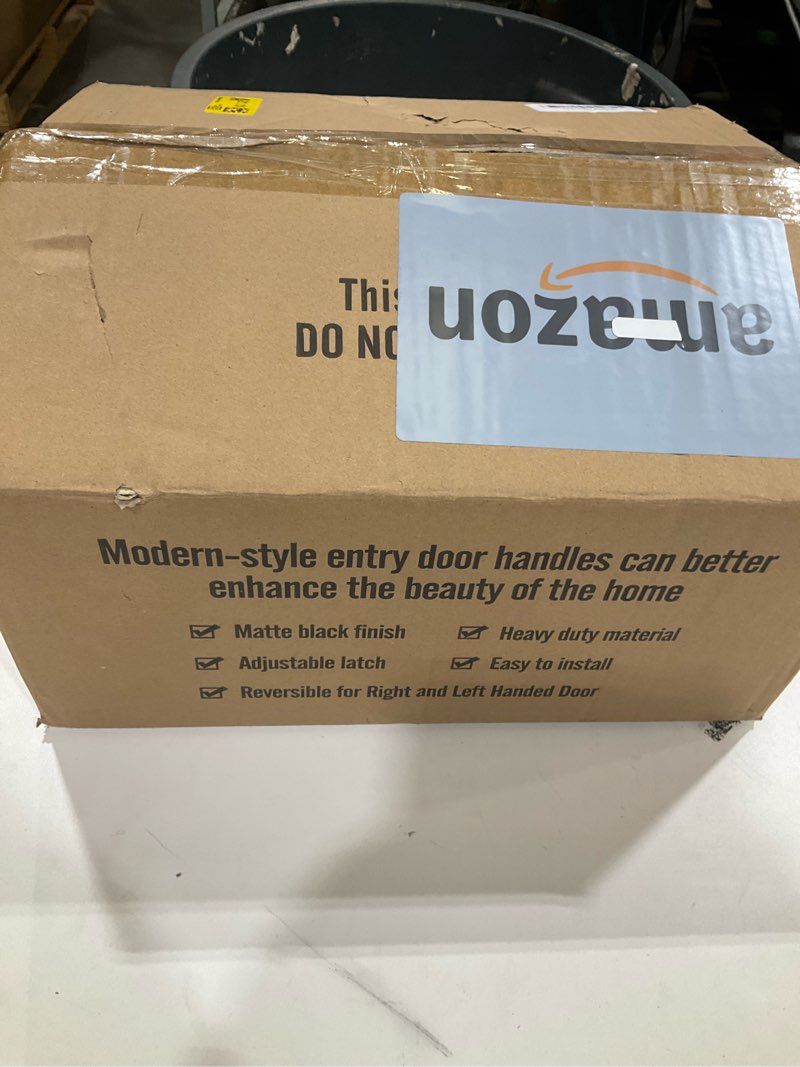 This
DO NO
amazon
Modern-style entry door handles can better
enhance the beauty of the home
Matte black finish
Heavy duty material
Adjustable latch
Easy to install
Reversible for Right and Left Handed Door